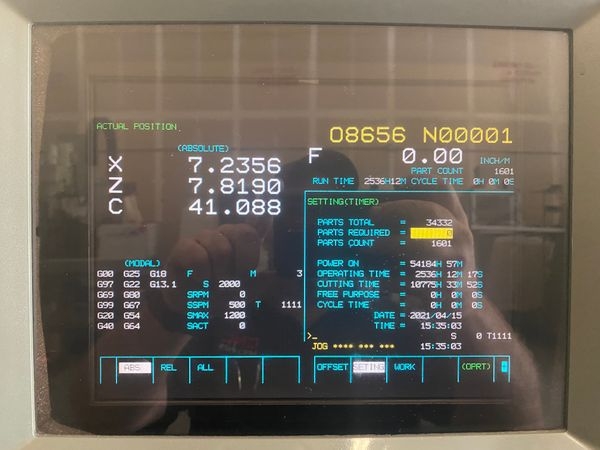 ACTUAL POSITION
O8656 N00001
(ABSOLUTE)
F 0.00 INCH/M
X 7.2356
PART COUNT 1601
Z 7.8190
RUN TIME 2536H12M CYCLE TIME 0H 0M 0S
C 41.088
SETTING(TIMER)
PARTS TOTAL = 34332
PARTS REQUIRED = 0
PARTS COUNT = 1601
(MODAL)
POWER ON = 54184H 57M
G00 G25 G18 F M 3
OPERATING TIME = 2536H 12M 17S
G97 G22 G13.1 S 2000
CUTTING TIME = 10775H 33M 52S
G69 G80 SRPM 0
FREE PURPOSE = 0H 0M 0S
G99 G67 SSPM 500 T 1111
CYCLE TIME = 0H 0M 0S
G20 G54 SMAX 1200
DATE = 2021/04/15
G40 G64 SACT 0
TIME = 15:35:03
>_ S 0 T1111
JOG **** *** *** 15:35:03
ABS REL ALL OFFSET SETING WORK (OPRT)